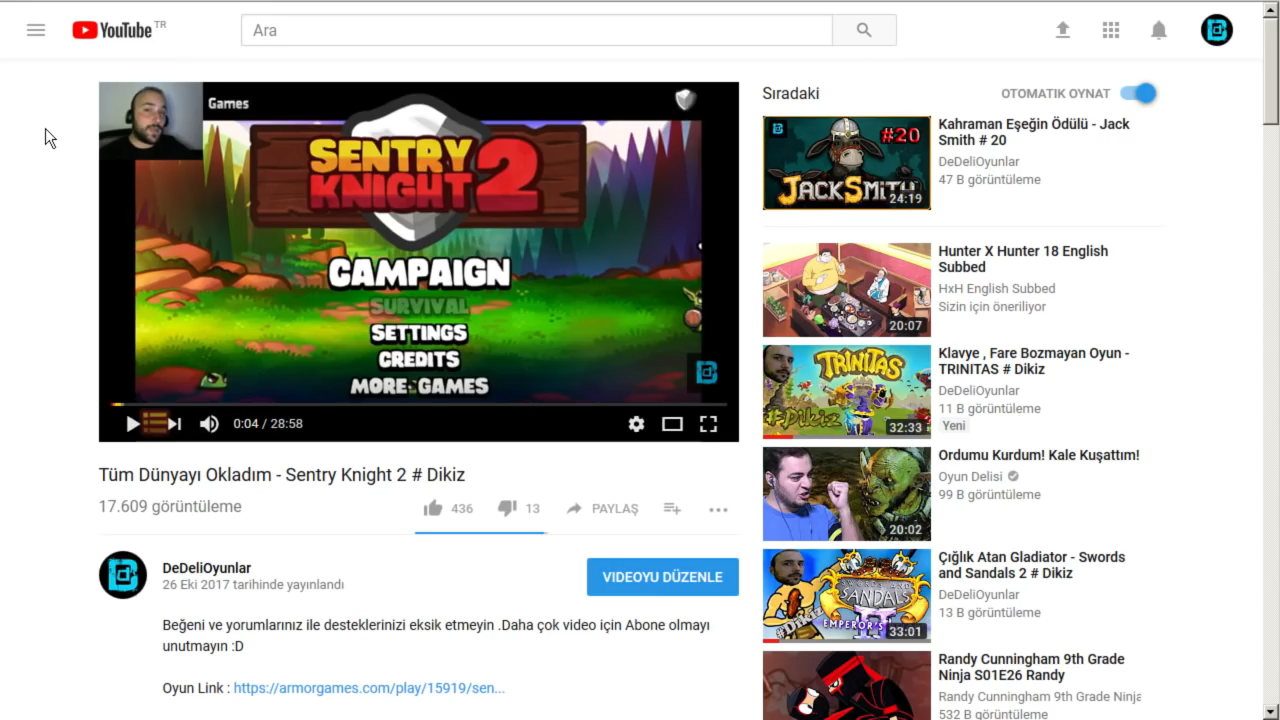 YouTube TR
Ara
Games
SENTRY
KNIGHT 2
CAMPAIGN
SURVIVAL
SETTINGS
CREDITS
MORE GAMES
0:04 / 28:58
Tüm Dünyayı Okladım - Sentry Knight 2 # Dikiz
17.609 görüntüleme
436
13
PAYLAŞ
DeDeliOyunlar
26 Eki 2017 tarihinde yayınlandı
VIDEOYU DÜZENLE
Beğeni ve yorumlarınız ile desteklerinizi eksik etmeyin .Daha çok video için Abone olmayı
unutmayın :D
Oyun Link : https://armorgames.com/play/15919/sen...
Sıradaki
OTOMATIK OYNAT
#20
JACKSMITH
24:19
Kahraman Eşeğin Ödülü - Jack
Smith # 20
DeDeliOyunlar
47 B görüntüleme
20:07
Hunter X Hunter 18 English
Subbed
HxH English Subbed
Sizin için öneriliyor
TRINITAS
#Dikiz
32:33
Klavye , Fare Bozmayan Oyun -
TRINITAS # Dikiz
DeDeliOyunlar
11 B görüntüleme
Yeni
20:02
Ordumu Kurdum! Kale Kuşattım!
Oyun Delisi
99 B görüntüleme
SWORDS AND
SANDALS
EMPEROR'S
#DİKİZ
33:01
Çığlık Atan Gladiator - Swords
and Sandals 2 # Dikiz
DeDeliOyunlar
13 B görüntüleme
Randy Cunningham 9th Grade
Ninja S01E26 Randy
Randy Cunningham 9th Grade Ninja
532 B görüntüleme